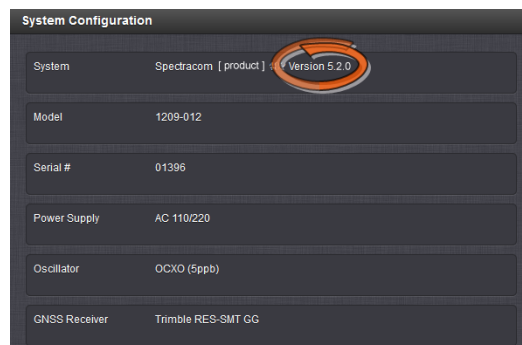 System Configuration
System Spectracom [ product ] Version 5.2.0
Model 1209-012
Serial # 01396
Power Supply AC 110/220
Oscillator OCXO (5ppb)
GNSS Receiver Trimble RES-SMT GG